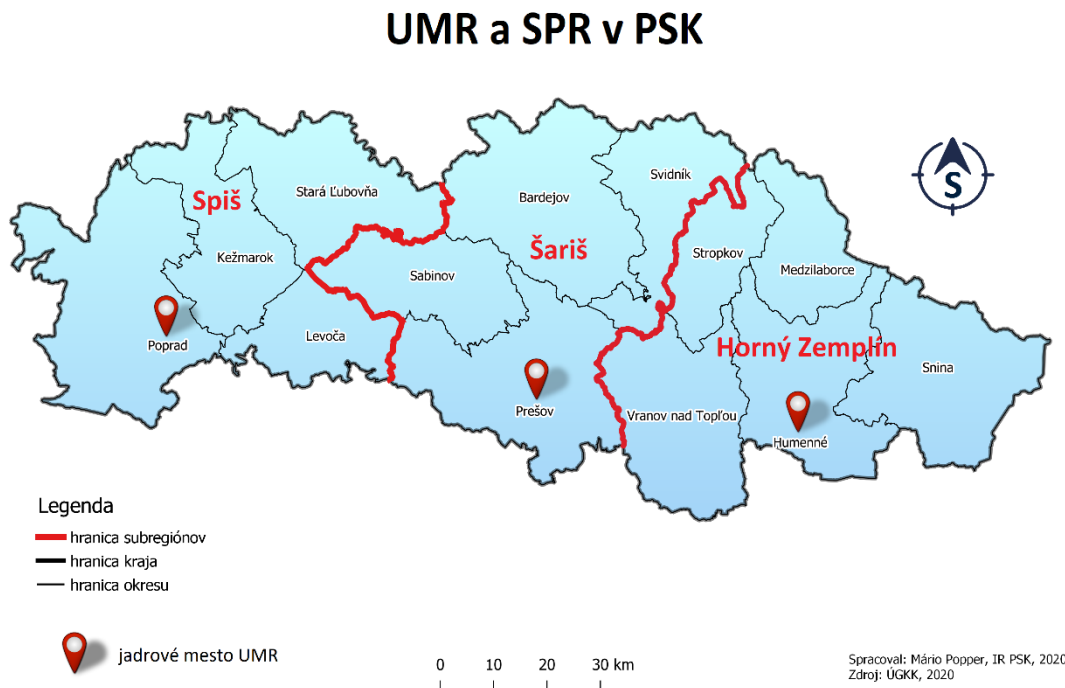 UMR a SPR v PSK
Stará Ľubovňa
Spiš
Kežmarok
Poprad
Levoča
Bardejov
Svidník
Šariš
Sabinov
Prešov
Stropkov
Medzilaborce
Horný Zemplín
Snina
Vranov nad Topľou
Humenné
S
Legenda
hranica subregiónov
hranica kraja
hranica okresu
jadrové mesto UMR
0 10 20 30 km
Spracoval: Mário Popper, IR PSK, 2020
Zdroj: ÚGKK, 2020